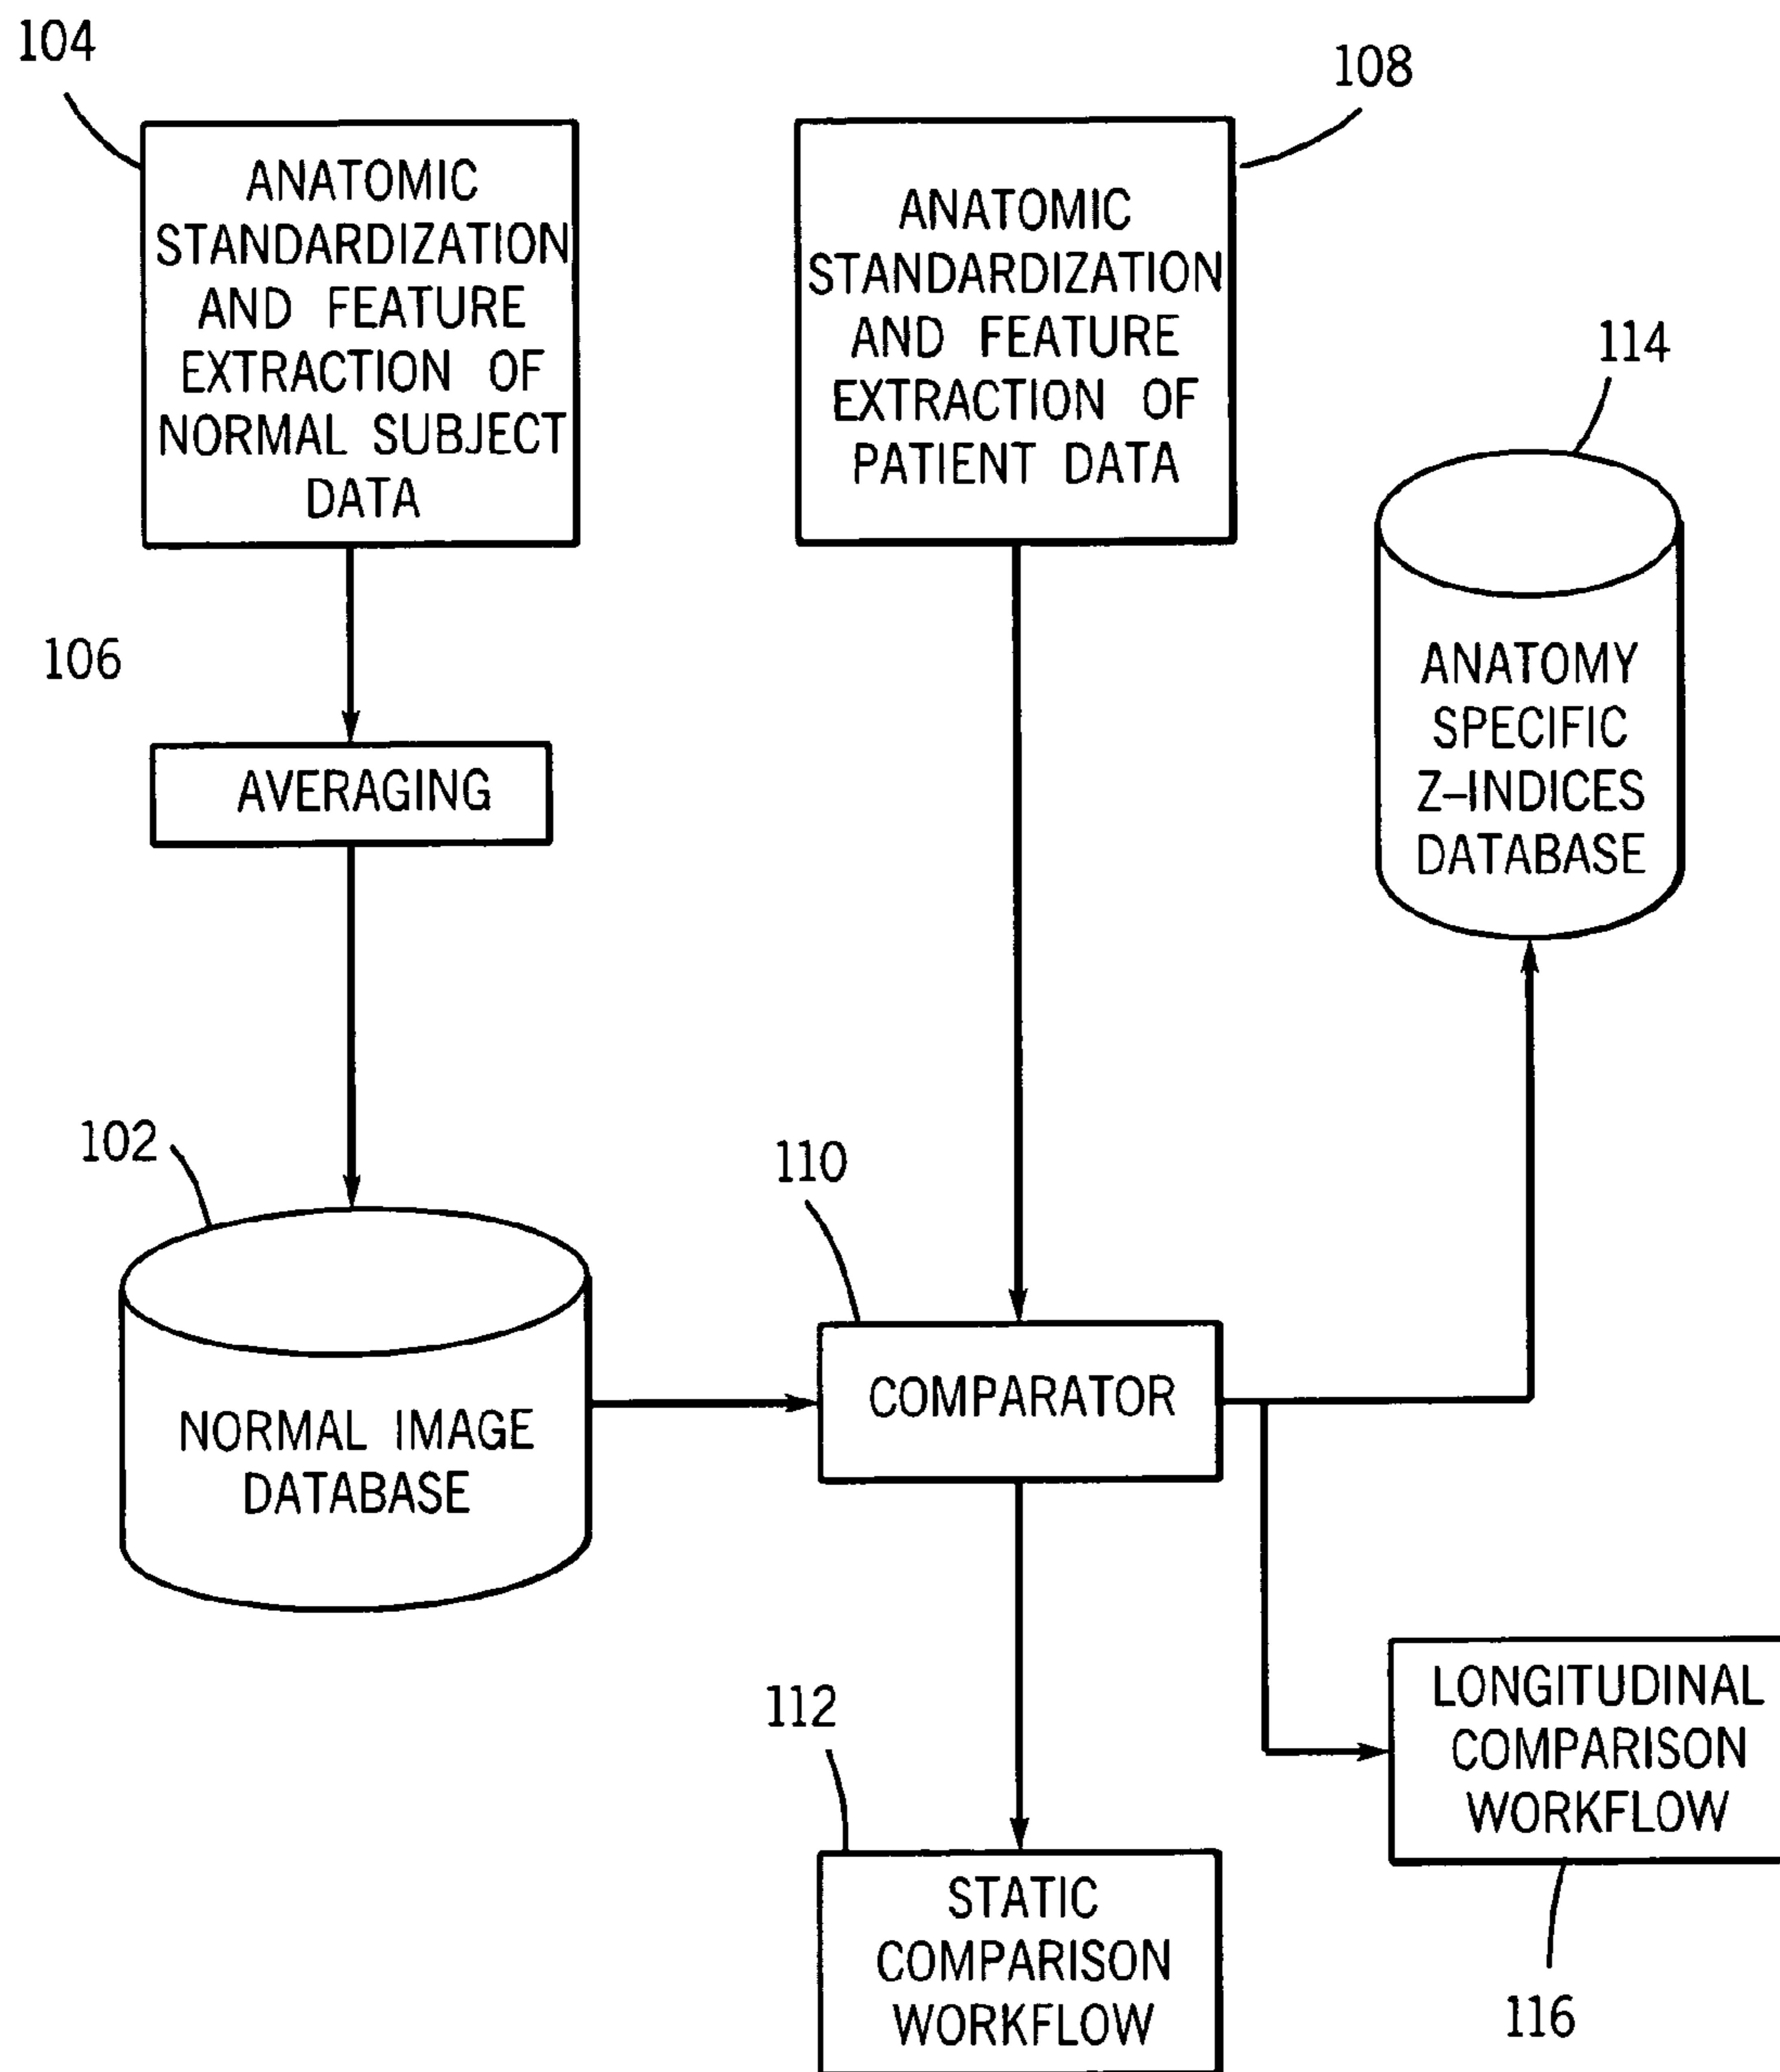 104
ANATOMIC
STANDARDIZATION
AND FEATURE
EXTRACTION OF
NORMAL SUBJECT
DATA
108
ANATOMIC
STANDARDIZATION
AND FEATURE
EXTRACTION OF
PATIENT DATA
114
ANATOMY
SPECIFIC
Z-INDICES
DATABASE
106
AVERAGING
102
NORMAL IMAGE
DATABASE
110
COMPARATOR
112
STATIC
COMPARISON
WORKFLOW
LONGITUDINAL
COMPARISON
WORKFLOW
116